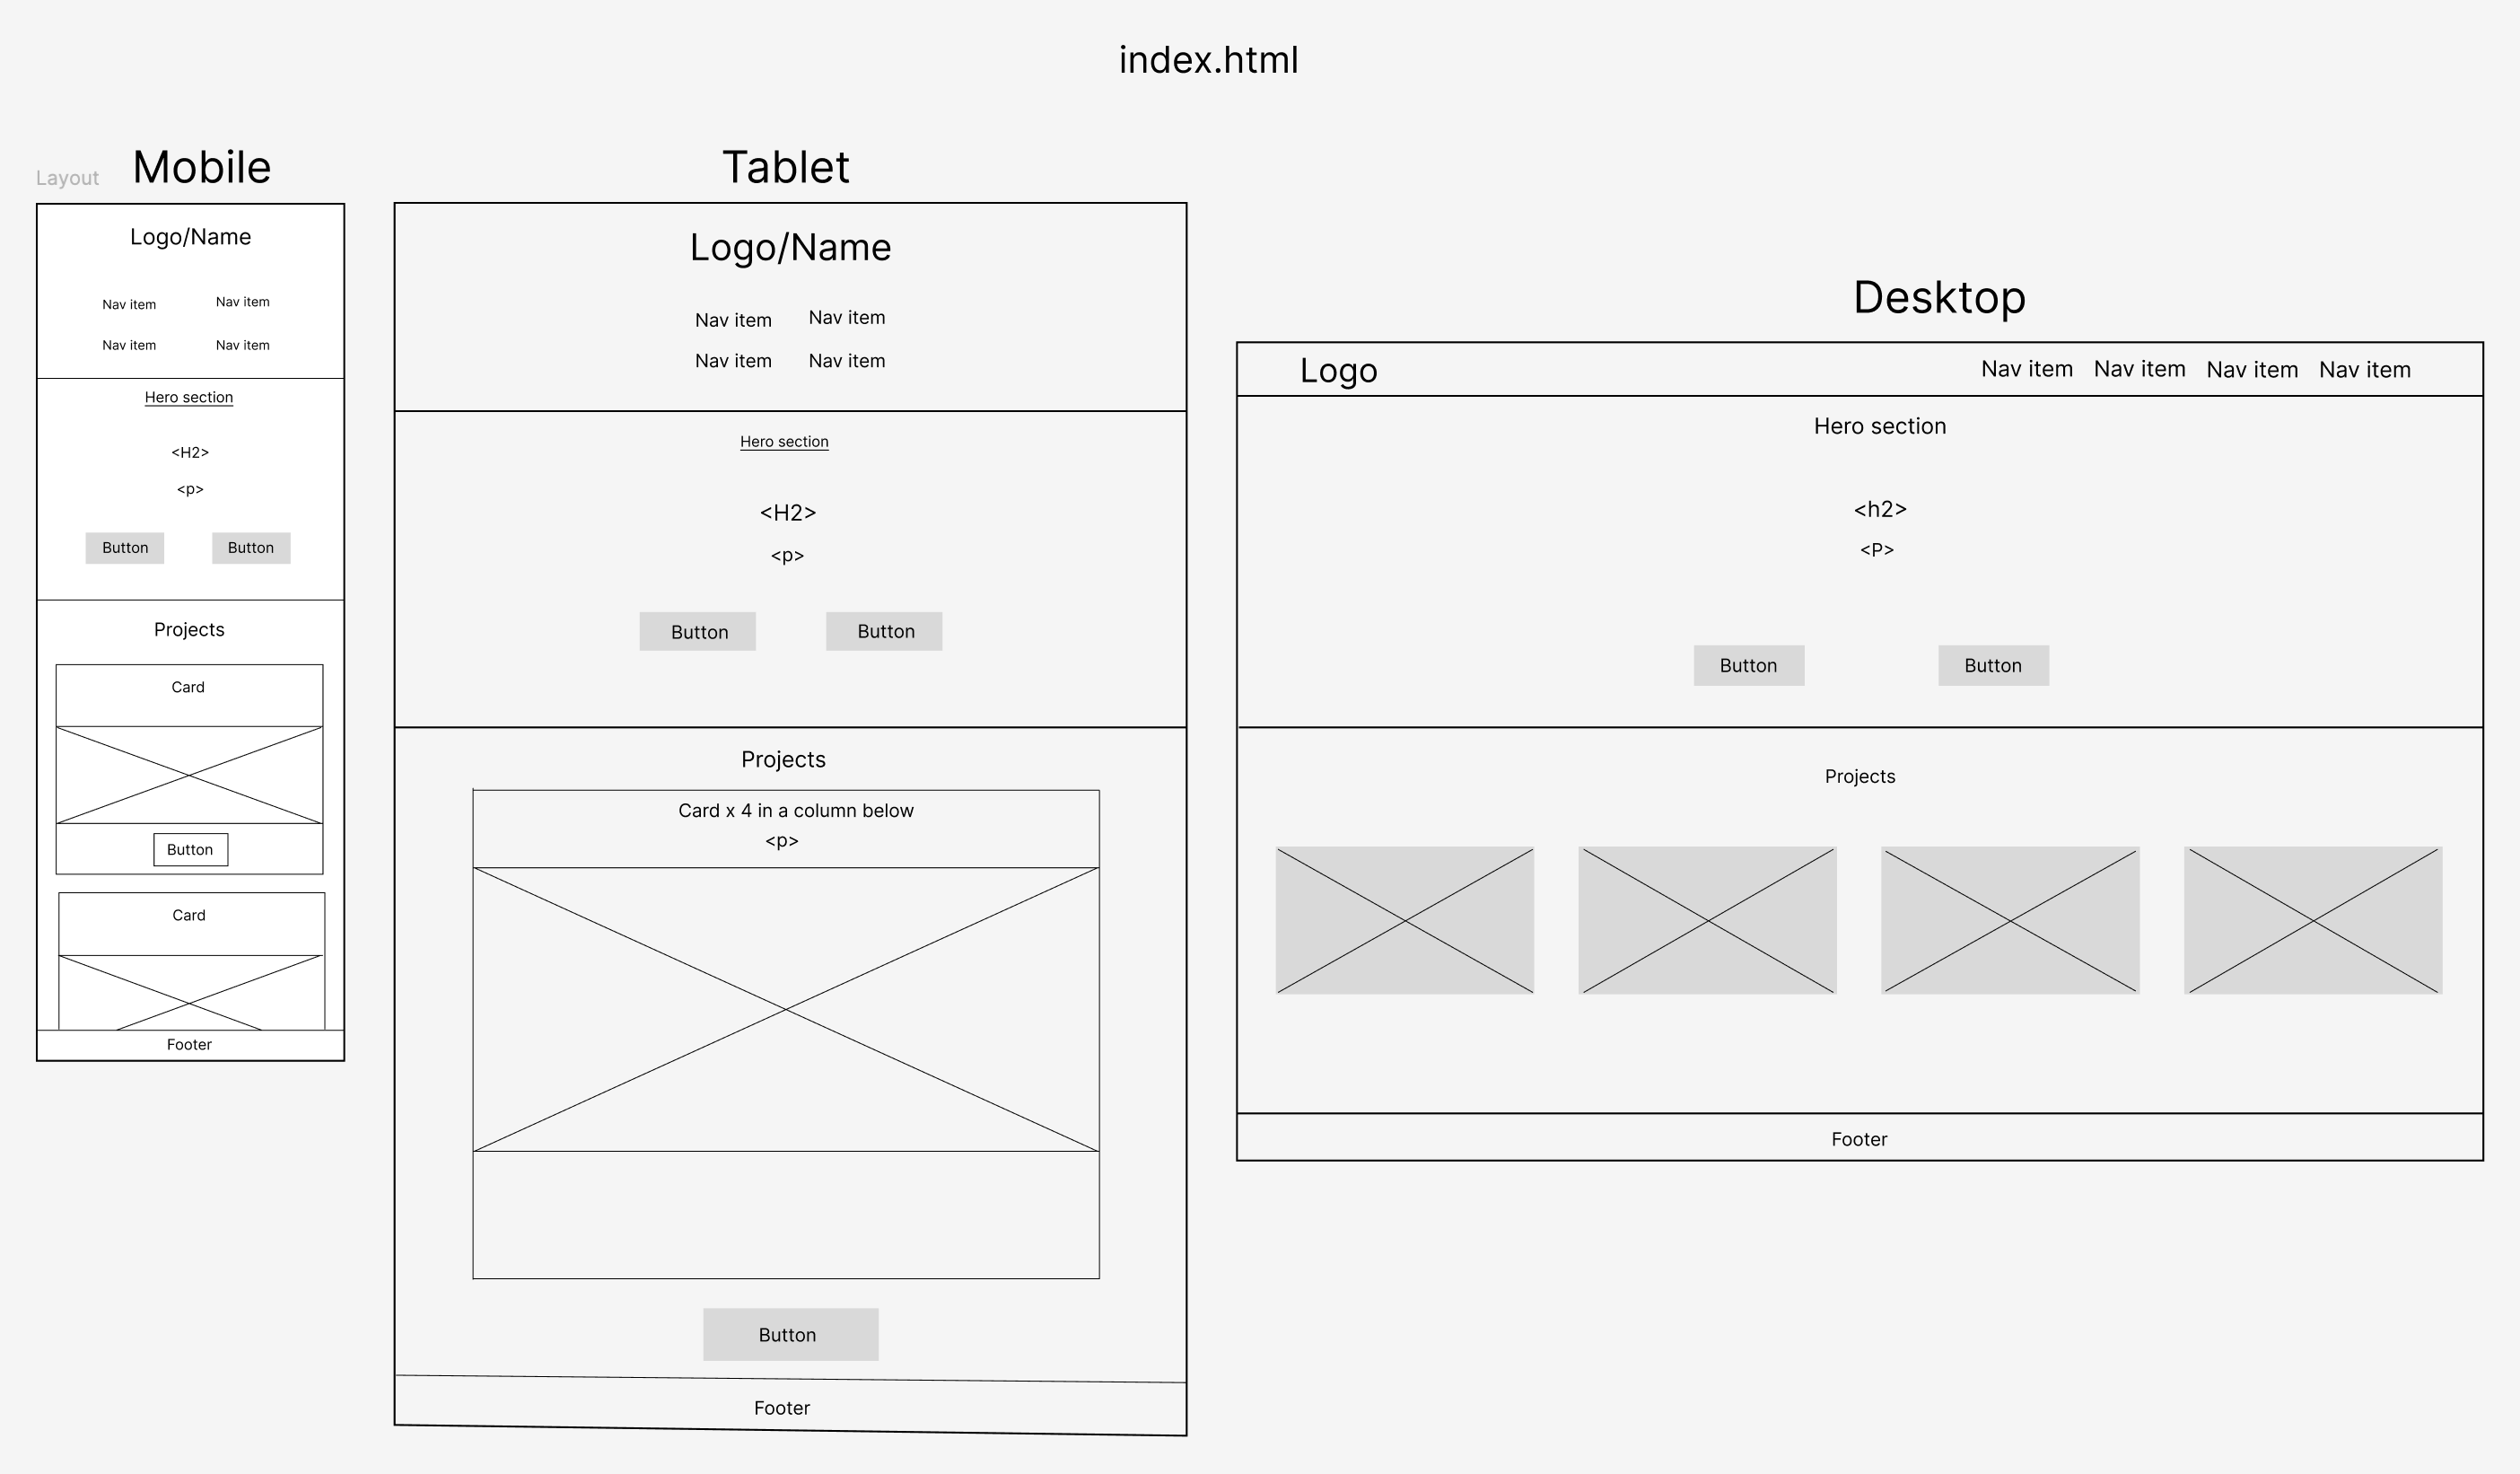 index.html
Layout
Mobile
Logo/Name
Nav item Nav item
Nav item Nav item
Hero section
<H2>
<p>
Button Button
Projects
Card
Button
Card
Footer
Tablet
Logo/Name
Nav item Nav item
Nav item Nav item
Hero section
<H2>
<p>
Button Button
Projects
Card x 4 in a column below
<p>
Button
Footer
Desktop
Logo Nav item Nav item Nav item Nav item
Hero section
<h2>
<P>
Button Button
Projects
Footer